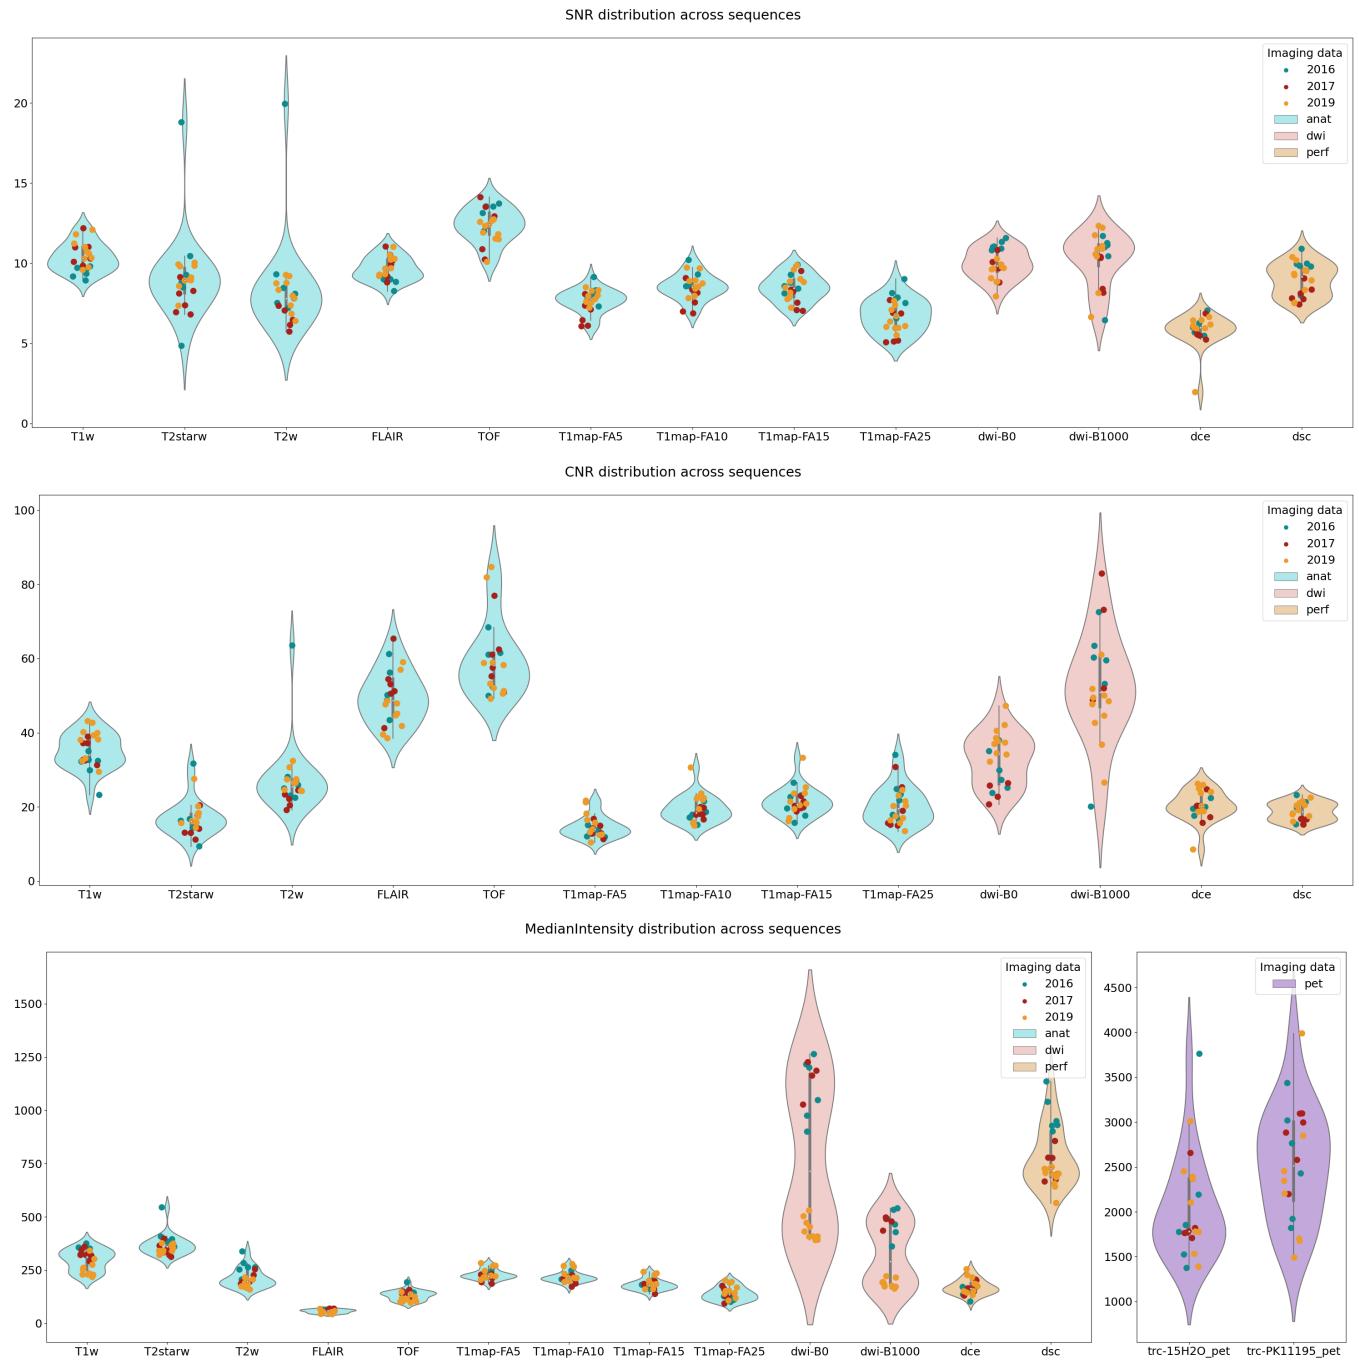 SNR distribution across sequences
Imaging data
2016
2017
2019
anat
dwi
perf
20
15
10
5
0
T1w T2starw T2w FLAIR TOF T1map-FA5 T1map-FA10 T1map-FA15 T1map-FA25 dwi-B0 dwi-B1000 dce dsc
CNR distribution across sequences
Imaging data
2016
2017
2019
anat
dwi
perf
100
80
60
40
20
0
T1w T2starw T2w FLAIR TOF T1map-FA5 T1map-FA10 T1map-FA15 T1map-FA25 dwi-B0 dwi-B1000 dce dsc
MedianIntensity distribution across sequences
Imaging data
2016
2017
2019
anat
dwi
perf
1500
1250
1000
750
500
250
0
T1w T2starw T2w FLAIR TOF T1map-FA5 T1map-FA10 T1map-FA15 T1map-FA25 dwi-B0 dwi-B1000 dce dsc
Imaging data
pet
4500
4000
3500
3000
2500
2000
1500
1000
trc-15H2O_pet trc-PK11195_pet